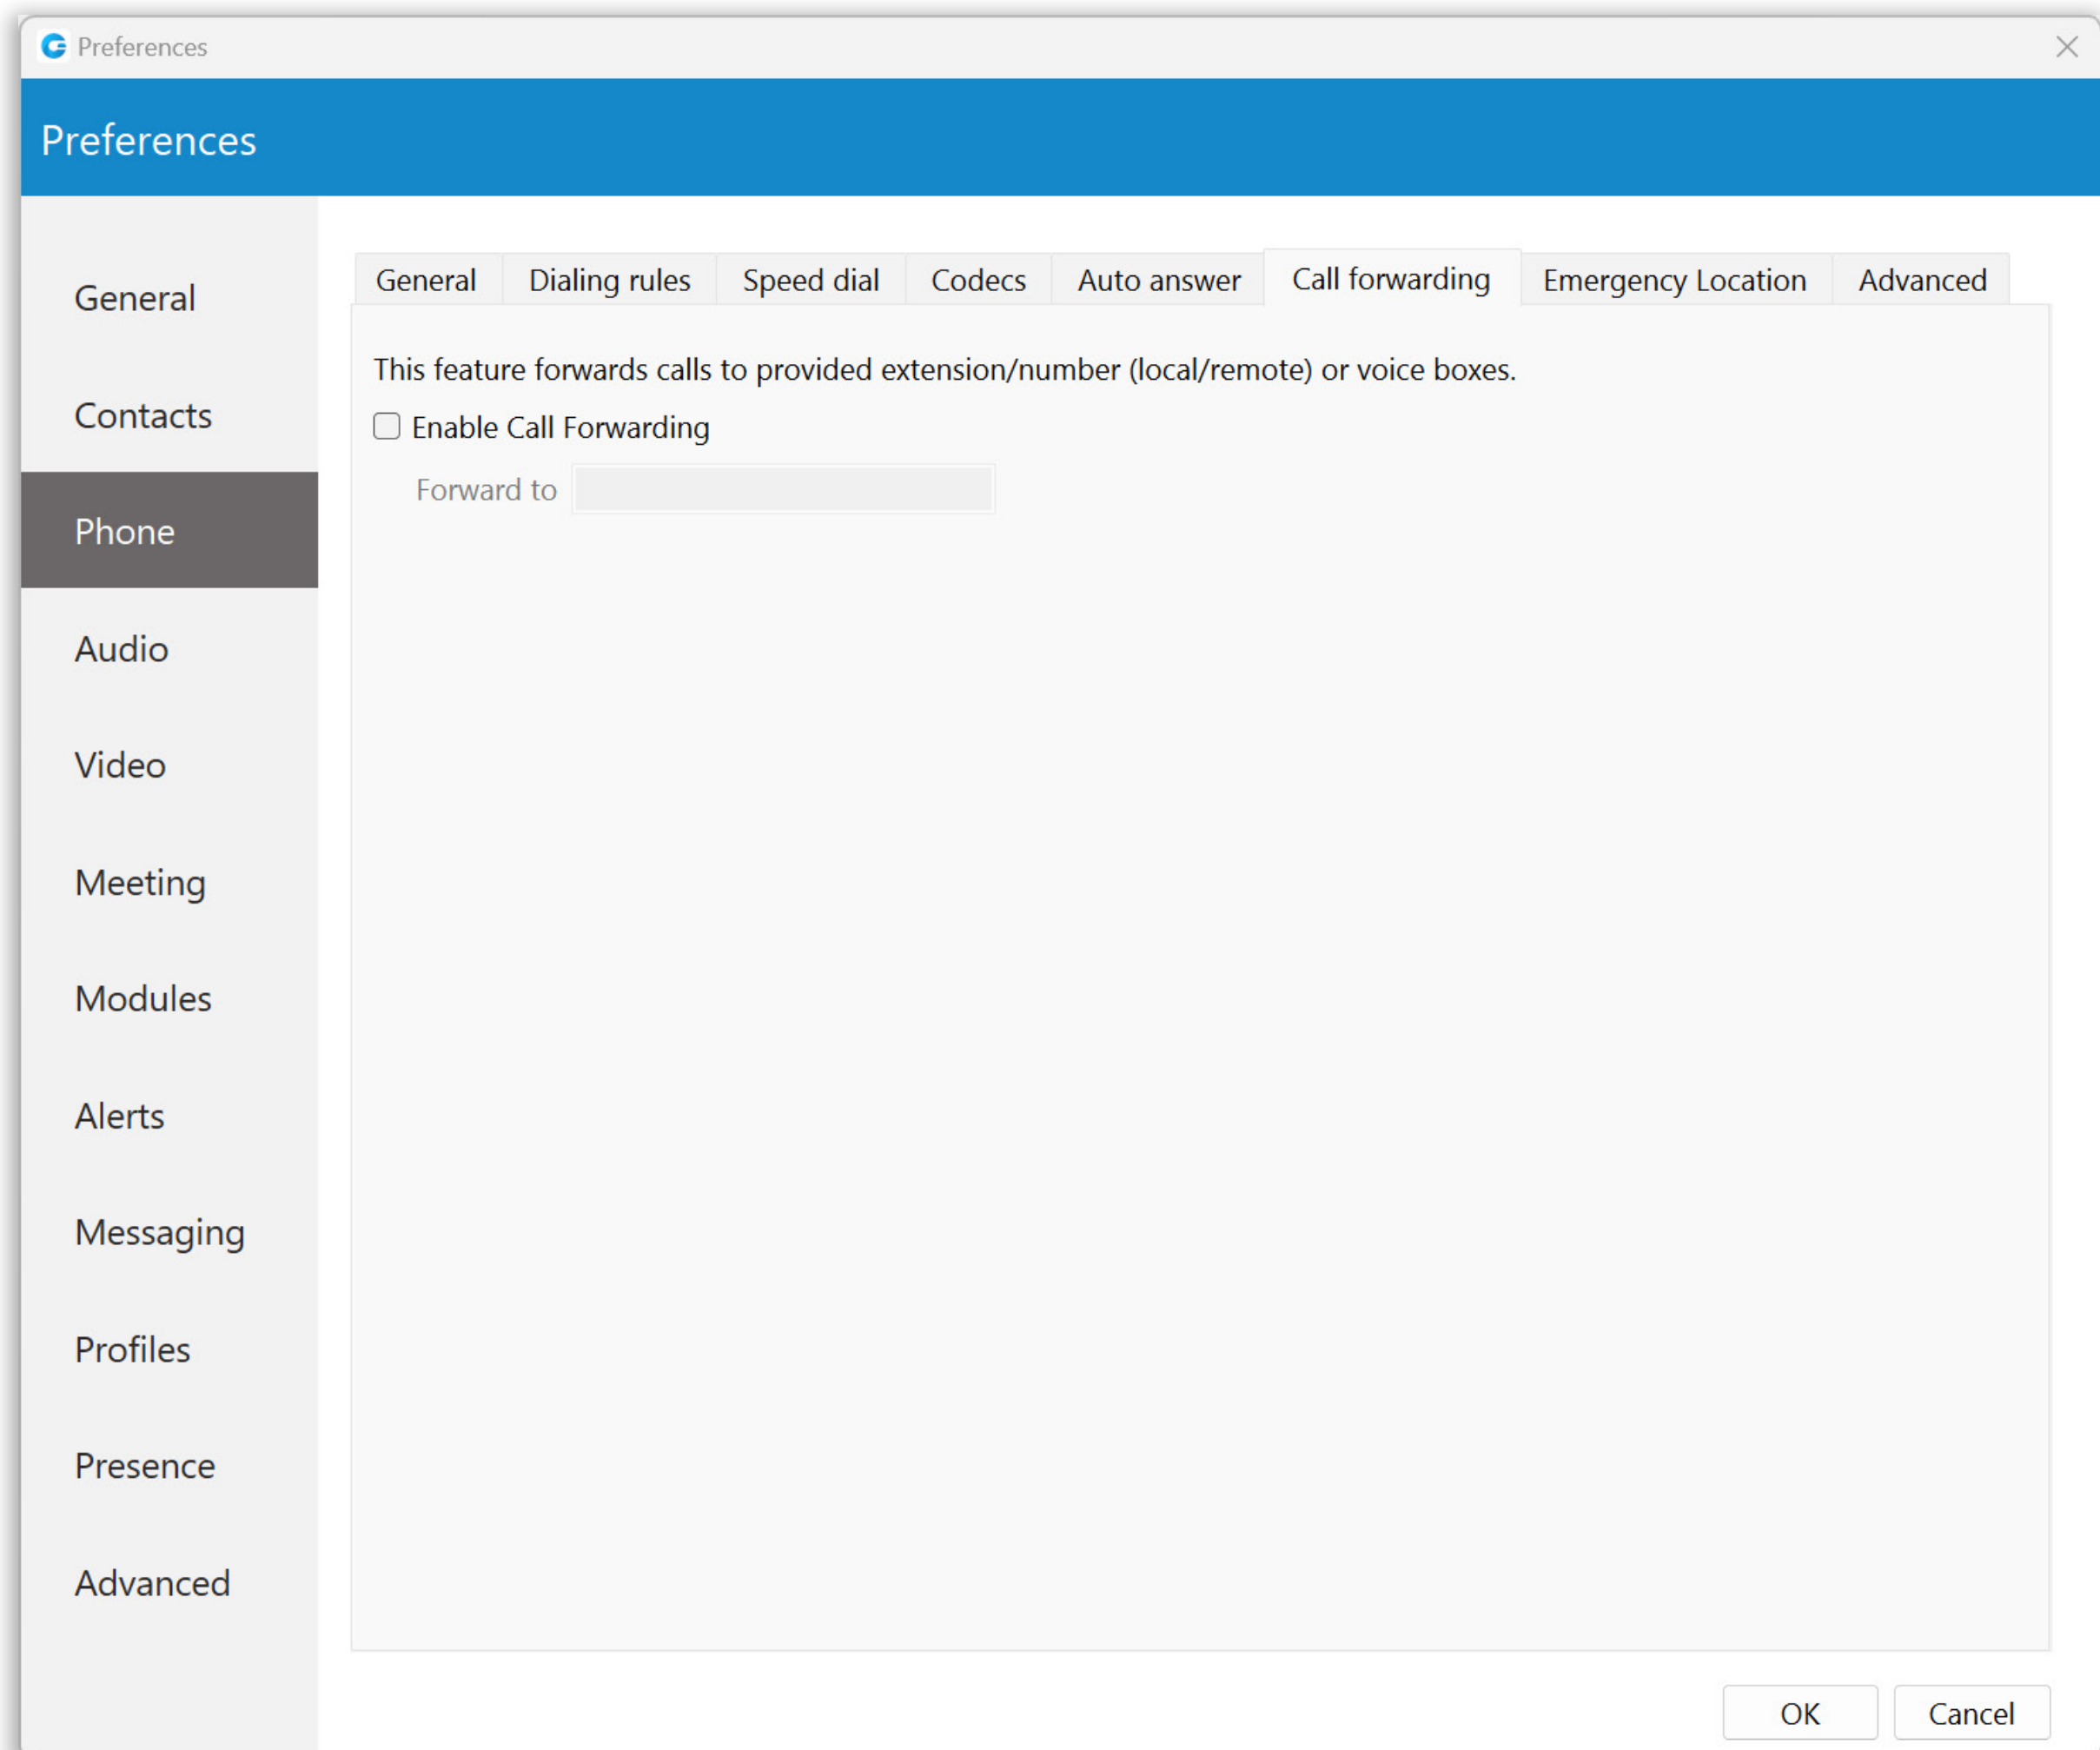 Preferences
Preferences
General
Contacts
Phone
Audio
Video
Meeting
Modules
Alerts
Messaging
Profiles
Presence
Advanced
General Dialing rules Speed dial Codecs Auto answer Call forwarding Emergency Location Advanced
This feature forwards calls to provided extension/number (local/remote) or voice boxes.
Enable Call Forwarding
Forward to
OK Cancel